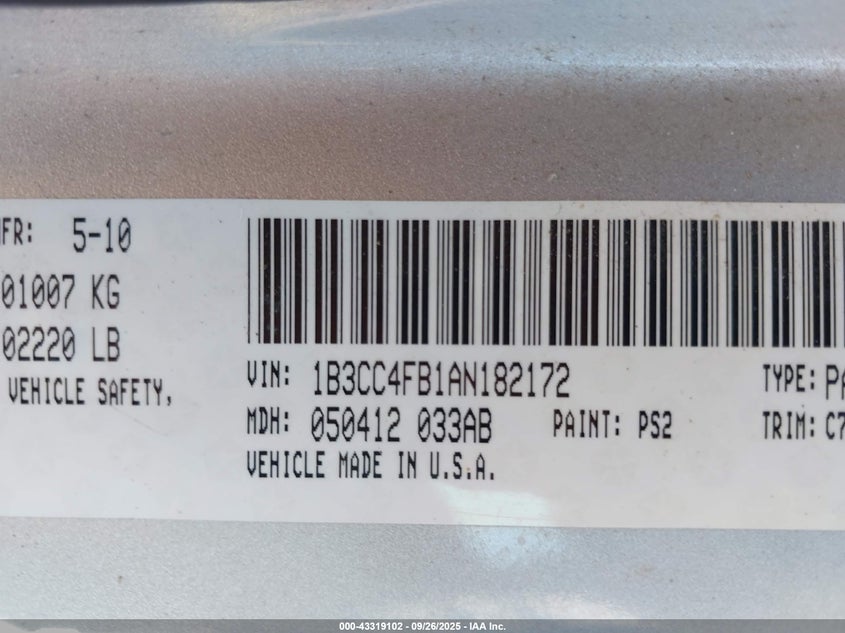 FR: 5-10
01007 KG
02220 LB
VEHICLE SAFETY,
VIN: 1B3CC4FB1AN182172
TYPE: PA
MDH: 050412 033AB
PAINT: PS2
TRIM: C7
VEHICLE MADE IN U.S.A.
000-43319102 - 09/26/2025 - IAA Inc.